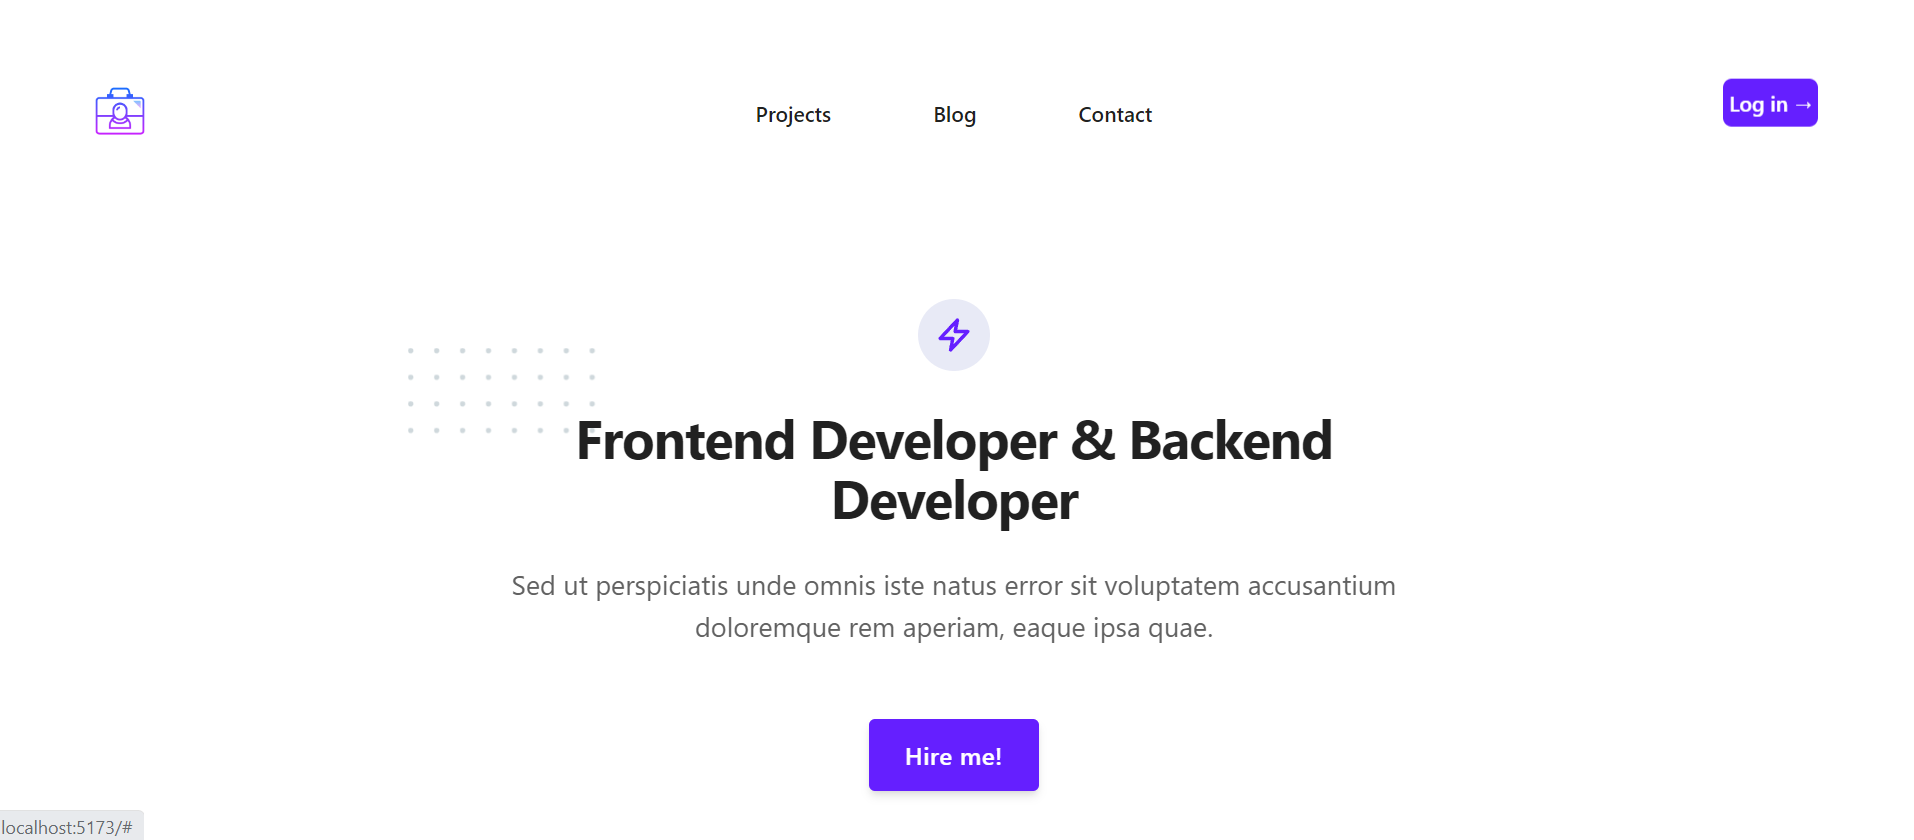 Projects Blog Contact
Log in →
Frontend Developer & Backend
Developer
Sed ut perspiciatis unde omnis iste natus error sit voluptatem accusantium
doloremque rem aperiam, eaque ipsa quae.
Hire me!
localhost:5173/#